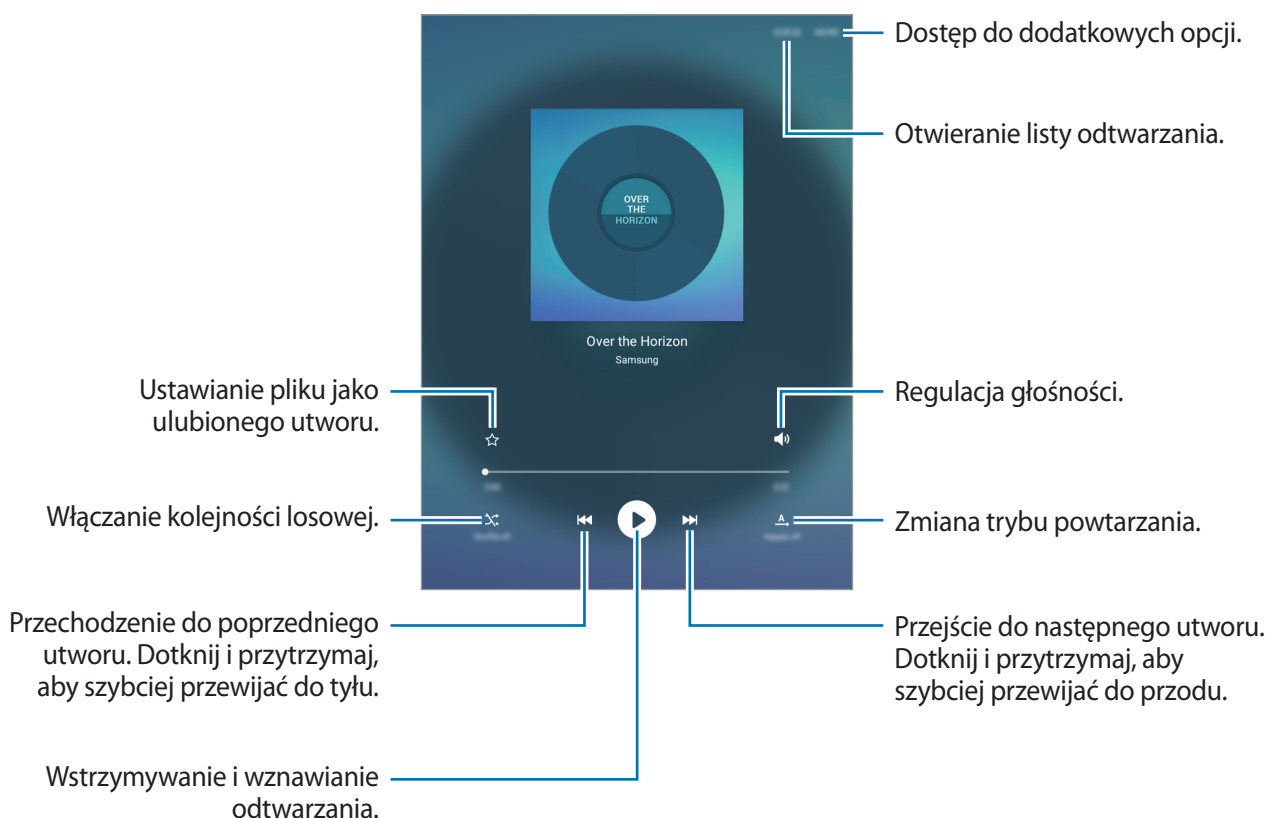 Dostęp do dodatkowych opcji.
Otwieranie listy odtwarzania.
OVER
THE
HORIZON
Over the Horizon
Samsung
Ustawianie pliku jako
ulubionego utworu.
Regulacja głośności.
Włączanie kolejności losowej.
A
Zmiana trybu powtarzania.
Przechodzenie do poprzedniego
utworu. Dotknij i przytrzymaj,
aby szybciej przewijać do tyłu.
Przejście do następnego utworu.
Dotknij i przytrzymaj, aby
szybciej przewijać do przodu.
Wstrzymywanie i wznawianie
odtwarzania.